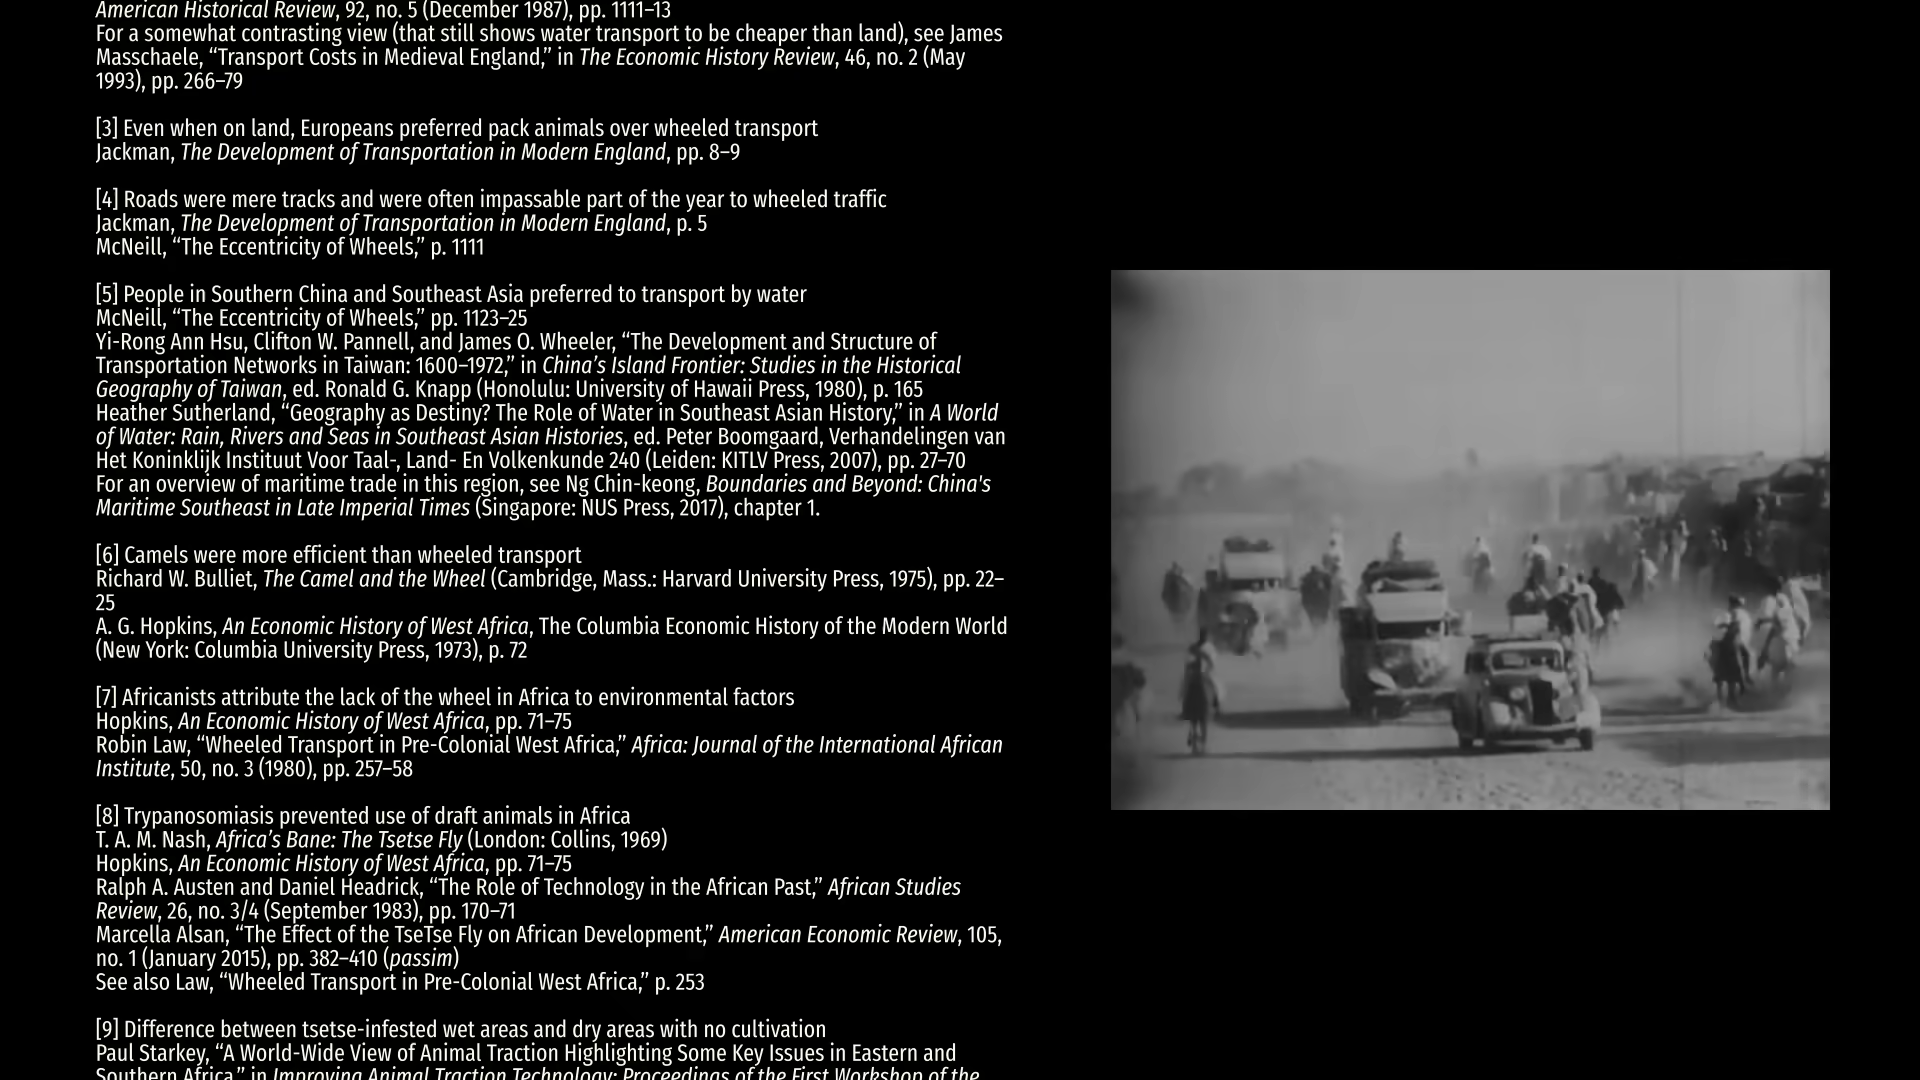 American Historical Review, 92, no. 5 (December 1987), pp. 1111–13
For a somewhat contrasting view (that still shows water transport to be cheaper than land), see James
Masschaele, “Transport Costs in Medieval England,” in The Economic History Review, 46, no. 2 (May
1993), pp. 266–79
[3] Even when on land, Europeans preferred pack animals over wheeled transport
Jackman, The Development of Transportation in Modern England, pp. 8–9
[4] Roads were mere tracks and were often impassable part of the year to wheeled traffic
Jackman, The Development of Transportation in Modern England, p. 5
McNeill, “The Eccentricity of Wheels,” p. 1111
[5] People in Southern China and Southeast Asia preferred to transport by water
McNeill, “The Eccentricity of Wheels,” pp. 1123–25
Yi-Rong Ann Hsu, Clifton W. Pannell, and James O. Wheeler, “The Development and Structure of
Transportation Networks in Taiwan: 1600–1972,” in China’s Island Frontier: Studies in the Historical
Geography of Taiwan, ed. Ronald G. Knapp (Honolulu: University of Hawaii Press, 1980), p. 165
Heather Sutherland, “Geography as Destiny? The Role of Water in Southeast Asian History,” in A World
of Water: Rain, Rivers and Seas in Southeast Asian Histories, ed. Peter Boomgaard, Verhandelingen van
Het Koninklijk Instituut Voor Taal-, Land- En Volkenkunde 240 (Leiden: KITLV Press, 2007), pp. 27–70
For an overview of maritime trade in this region, see Ng Chin-keong, Boundaries and Beyond: China's
Maritime Southeast in Late Imperial Times (Singapore: NUS Press, 2017), chapter 1.
[6] Camels were more efficient than wheeled transport
Richard W. Bulliet, The Camel and the Wheel (Cambridge, Mass.: Harvard University Press, 1975), pp. 22–
25
A. G. Hopkins, An Economic History of West Africa, The Columbia Economic History of the Modern World
(New York: Columbia University Press, 1973), p. 72
[7] Africanists attribute the lack of the wheel in Africa to environmental factors
Hopkins, An Economic History of West Africa, pp. 71–75
Robin Law, “Wheeled Transport in Pre-Colonial West Africa,” Africa: Journal of the International African
Institute, 50, no. 3 (1980), pp. 257–58
[8] Trypanosomiasis prevented use of draft animals in Africa
T. A. M. Nash, Africa’s Bane: The Tsetse Fly (London: Collins, 1969)
Hopkins, An Economic History of West Africa, pp. 71–75
Ralph A. Austen and Daniel Headrick, “The Role of Technology in the African Past,” African Studies
Review, 26, no. 3/4 (September 1983), pp. 170–71
Marcella Alsan, “The Effect of the TseTse Fly on African Development,” American Economic Review, 105,
no. 1 (January 2015), pp. 382–410 (passim)
See also Law, “Wheeled Transport in Pre-Colonial West Africa,” p. 253
[9] Difference between tsetse-infested wet areas and dry areas with no cultivation
Paul Starkey, “A World-Wide View of Animal Traction Highlighting Some Key Issues in Eastern and
Southern Africa,” in Improving Animal Traction Technology: Proceedings of the First Workshop of the